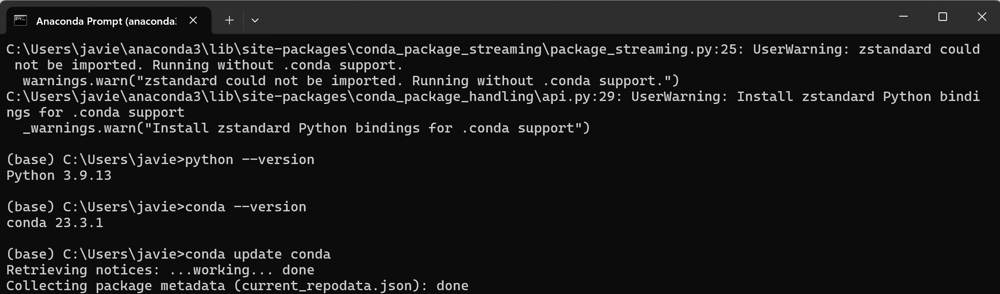 Anaconda Prompt (anaconda3
C:\Users\javie\anaconda3\lib\site-packages\conda_package_streaming\package_streaming.py:25: UserWarning: zstandard could
 not be imported. Running without .conda support.
  warnings.warn("zstandard could not be imported. Running without .conda support.")
C:\Users\javie\anaconda3\lib\site-packages\conda_package_handling\api.py:29: UserWarning: Install zstandard Python bindi
ngs for .conda support
  _warnings.warn("Install zstandard Python bindings for .conda support")
(base) C:\Users\javie>python --version
Python 3.9.13
(base) C:\Users\javie>conda --version
conda 23.3.1
(base) C:\Users\javie>conda update conda
Retrieving notices: ...working... done
Collecting package metadata (current_repodata.json): done